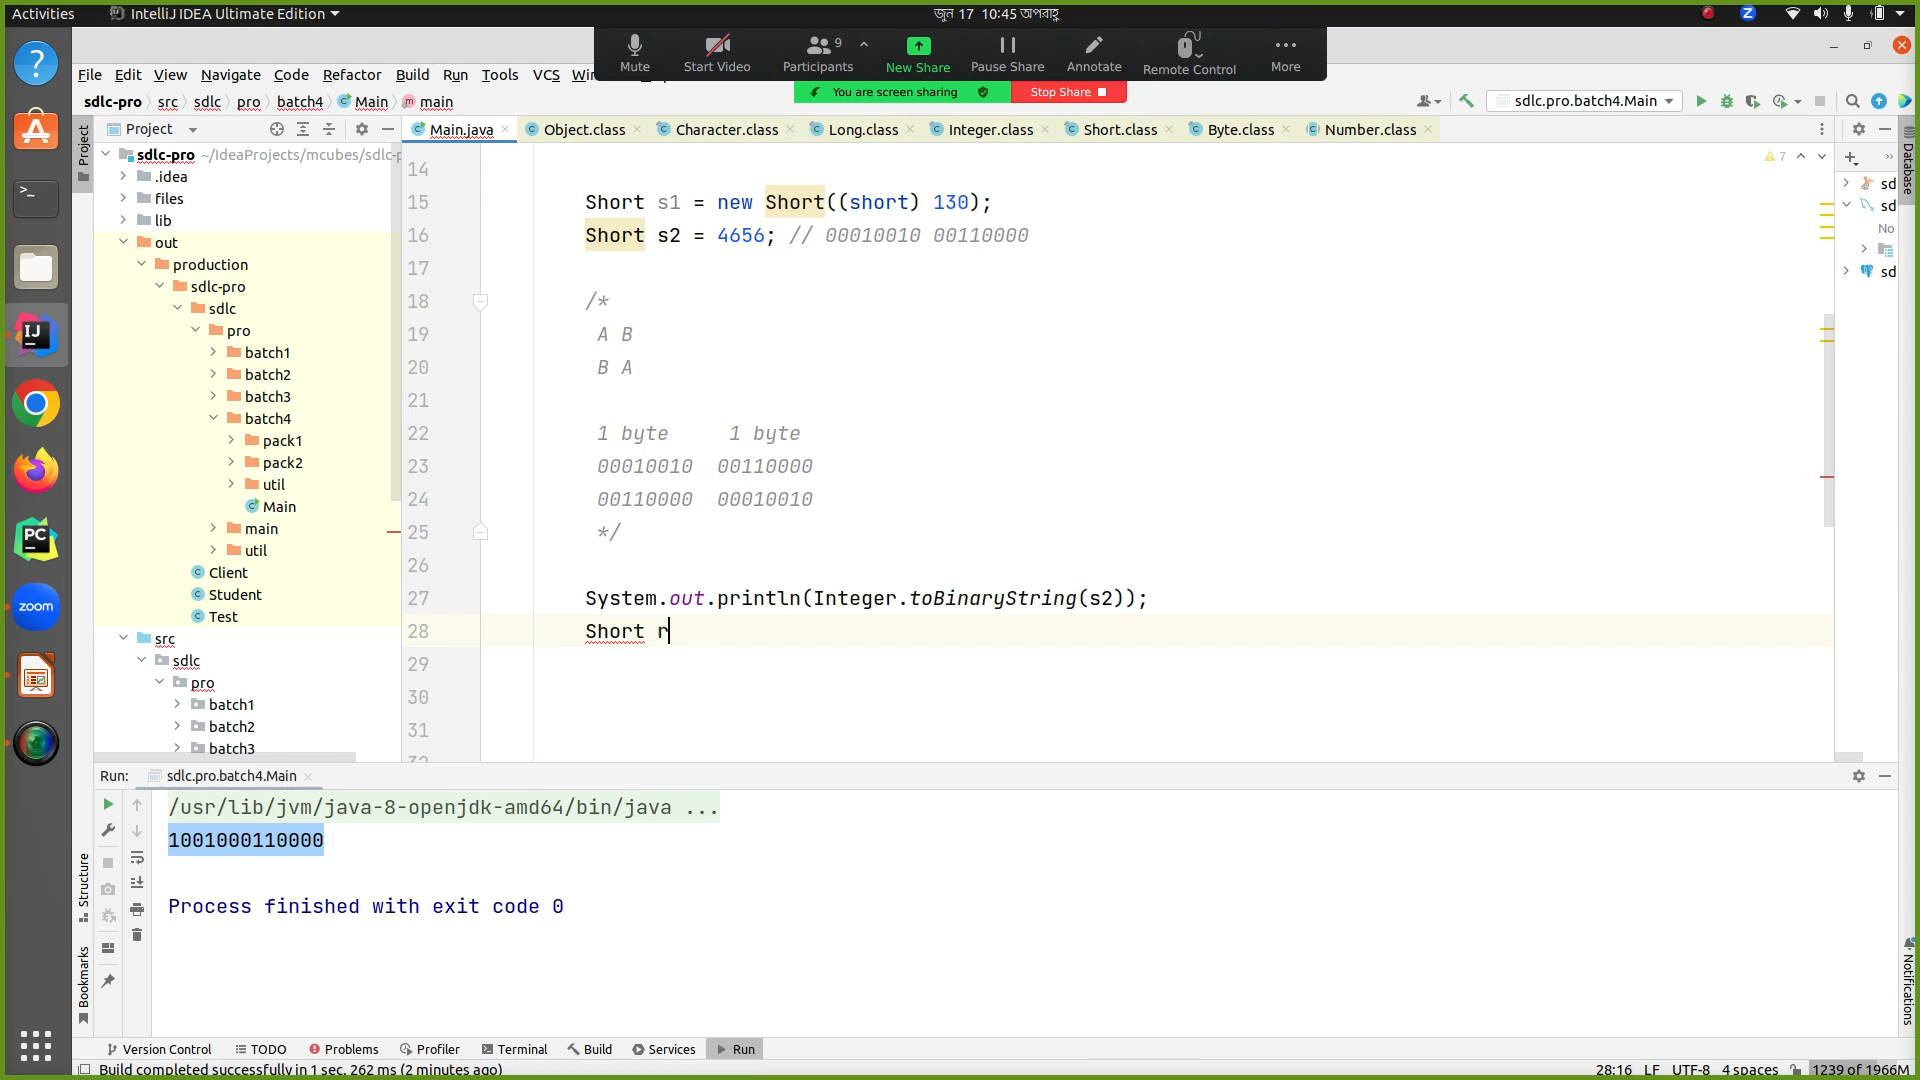 Activities
IntelliJ IDEA Ultimate Edition
জুন 17 10:45 অপরাহ্ণ
File Edit View Navigate Code Refactor Build Run Tools VCS
Mute
Start Video
9
Participants
New Share
Pause Share
Annotate
Remote Control
More
You are screen sharing
Stop Share
sdlc-pro src sdlc pro batch4 Main main
sdlc.pro.batch4.Main
Project
Main.java Object.class Character.class Long.class Integer.class Short.class Byte.class Number.class
sdlc-pro ~/IdeaProjects/mcubes/sdlc-p
.idea
files
lib
out
production
sdlc-pro
sdlc
pro
batch1
batch2
batch3
batch4
pack1
pack2
util
Main
main
util
Client
Student
Test
src
sdlc
pro
batch1
batch2
batch3
Project
Structure
Bookmarks
7
14
15 Short s1 = new Short((short) 130);
16 Short s2 = 4656; // 00010010 00110000
17
18 /*
19 A B
20 B A
21
22 1 byte 1 byte
23 00010010 00110000
24 00110000 00010010
25 */
26
27 System.out.println(Integer.toBinaryString(s2));
28 Short r
29
30
31
32
sd
sd
No
sd
Database
Notifications
Run: sdlc.pro.batch4.Main
/usr/lib/jvm/java-8-openjdk-amd64/bin/java ...
1001000110000
Process finished with exit code 0
Version Control TODO Problems Profiler Terminal Build Services Run
Build completed successfully in 1 sec, 262 ms (2 minutes ago)
28:16 LF UTF-8 4 spaces 1239 of 1966M
zoom